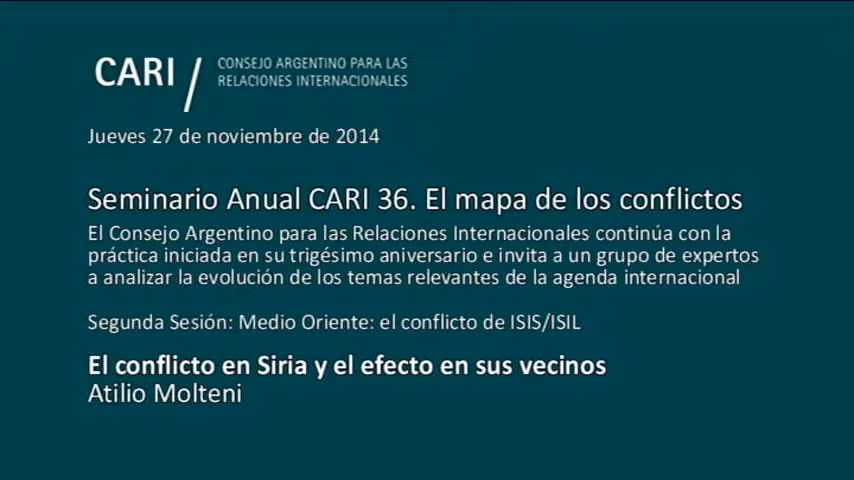 CARI / CONSEJO ARGENTINO PARA LAS
RELACIONES INTERNACIONALES
Jueves 27 de noviembre de 2014
Seminario Anual CARI 36. El mapa de los conflictos
El Consejo Argentino para las Relaciones Internacionales continúa con la
práctica iniciada en su trigésimo aniversario e invita a un grupo de expertos
a analizar la evolución de los temas relevantes de la agenda internacional
Segunda Sesión: Medio Oriente: el conflicto de ISIS/ISIL
El conflicto en Siria y el efecto en sus vecinos
Atilio Molteni